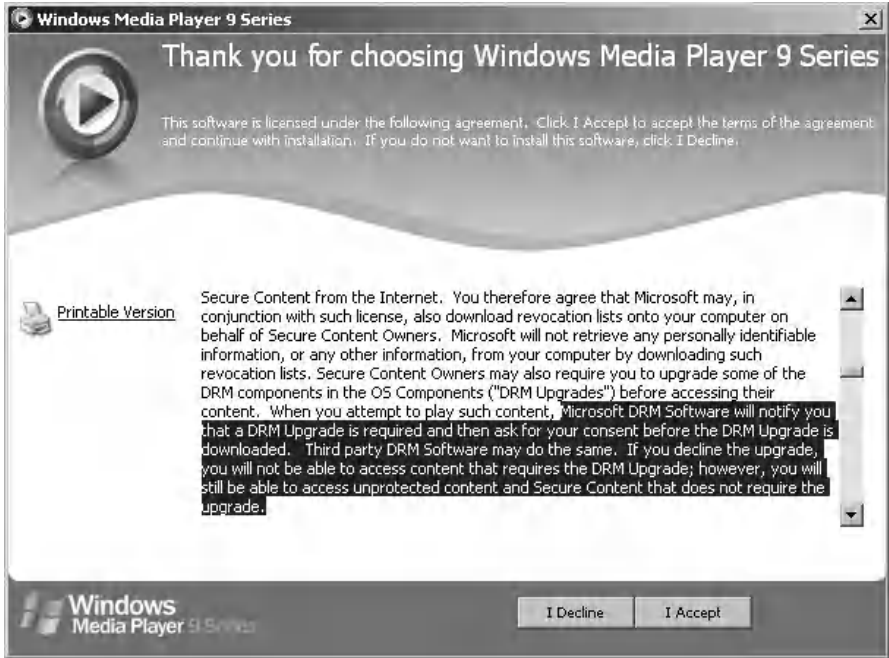 Windows Media Player 9 Series
Thank you for choosing Windows Media Player 9 Series
This software is licensed under the following agreement. Click I Accept to accept the terms of the agreement
and continue with installation. If you do not want to install this software, click I Decline.
Printable Version
Secure Content from the Internet. You therefore agree that Microsoft may, in
conjunction with such license, also download revocation lists onto your computer on
behalf of Secure Content Owners. Microsoft will not retrieve any personally identifiable
information, or any other information, from your computer by downloading such
revocation lists. Secure Content Owners may also require you to upgrade some of the
DRM components in the OS Components ("DRM Upgrades") before accessing their
content. When you attempt to play such content, Microsoft DRM Software will notify you
that a DRM Upgrade is required and then ask for your consent before the DRM Upgrade is
downloaded. Third party DRM Software may do the same. If you decline the upgrade,
you will not be able to access content that requires the DRM Upgrade; however, you will
still be able to access unprotected content and Secure Content that does not require the
upgrade.
Windows
Media Player 9 Series
I Decline
I Accept